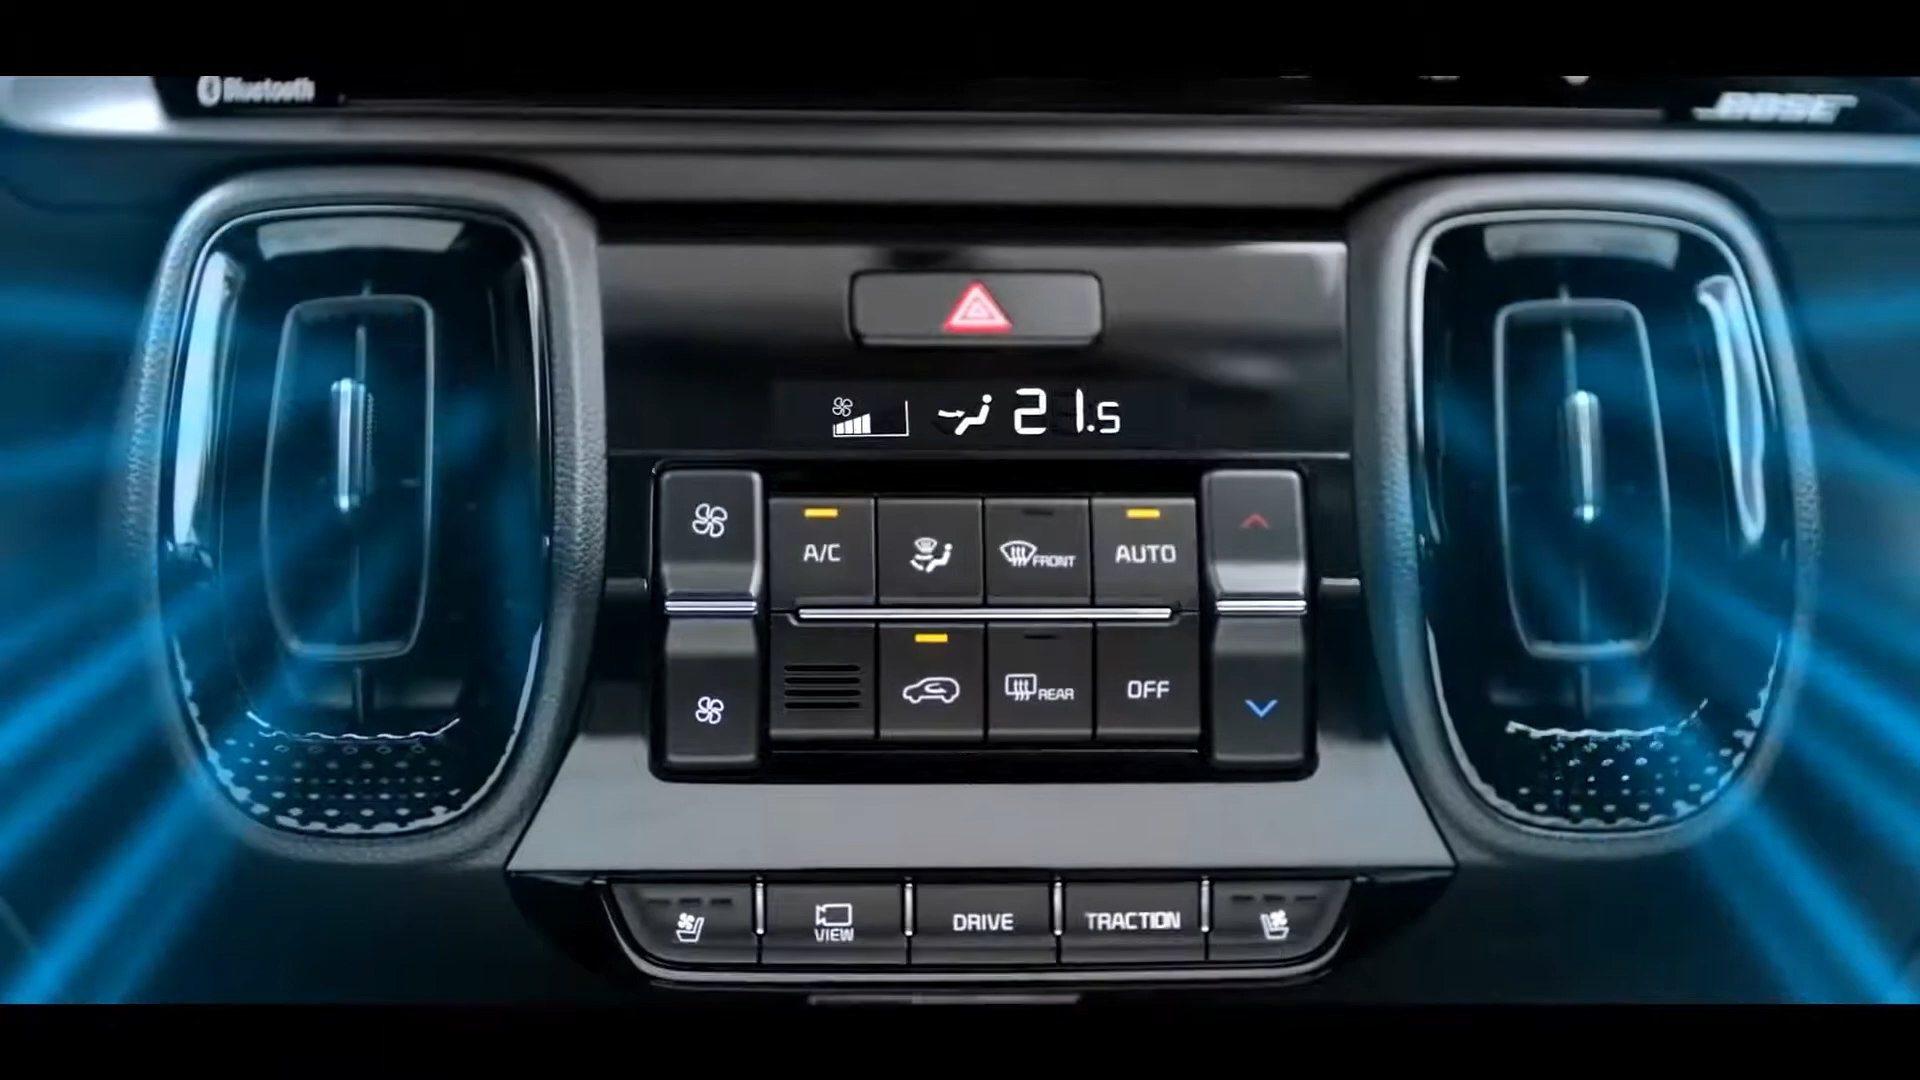 Bluetooth
BOSE
21.5
A/C
FRONT
AUTO
REAR
OFF
VIEW
DRIVE
TRACTION